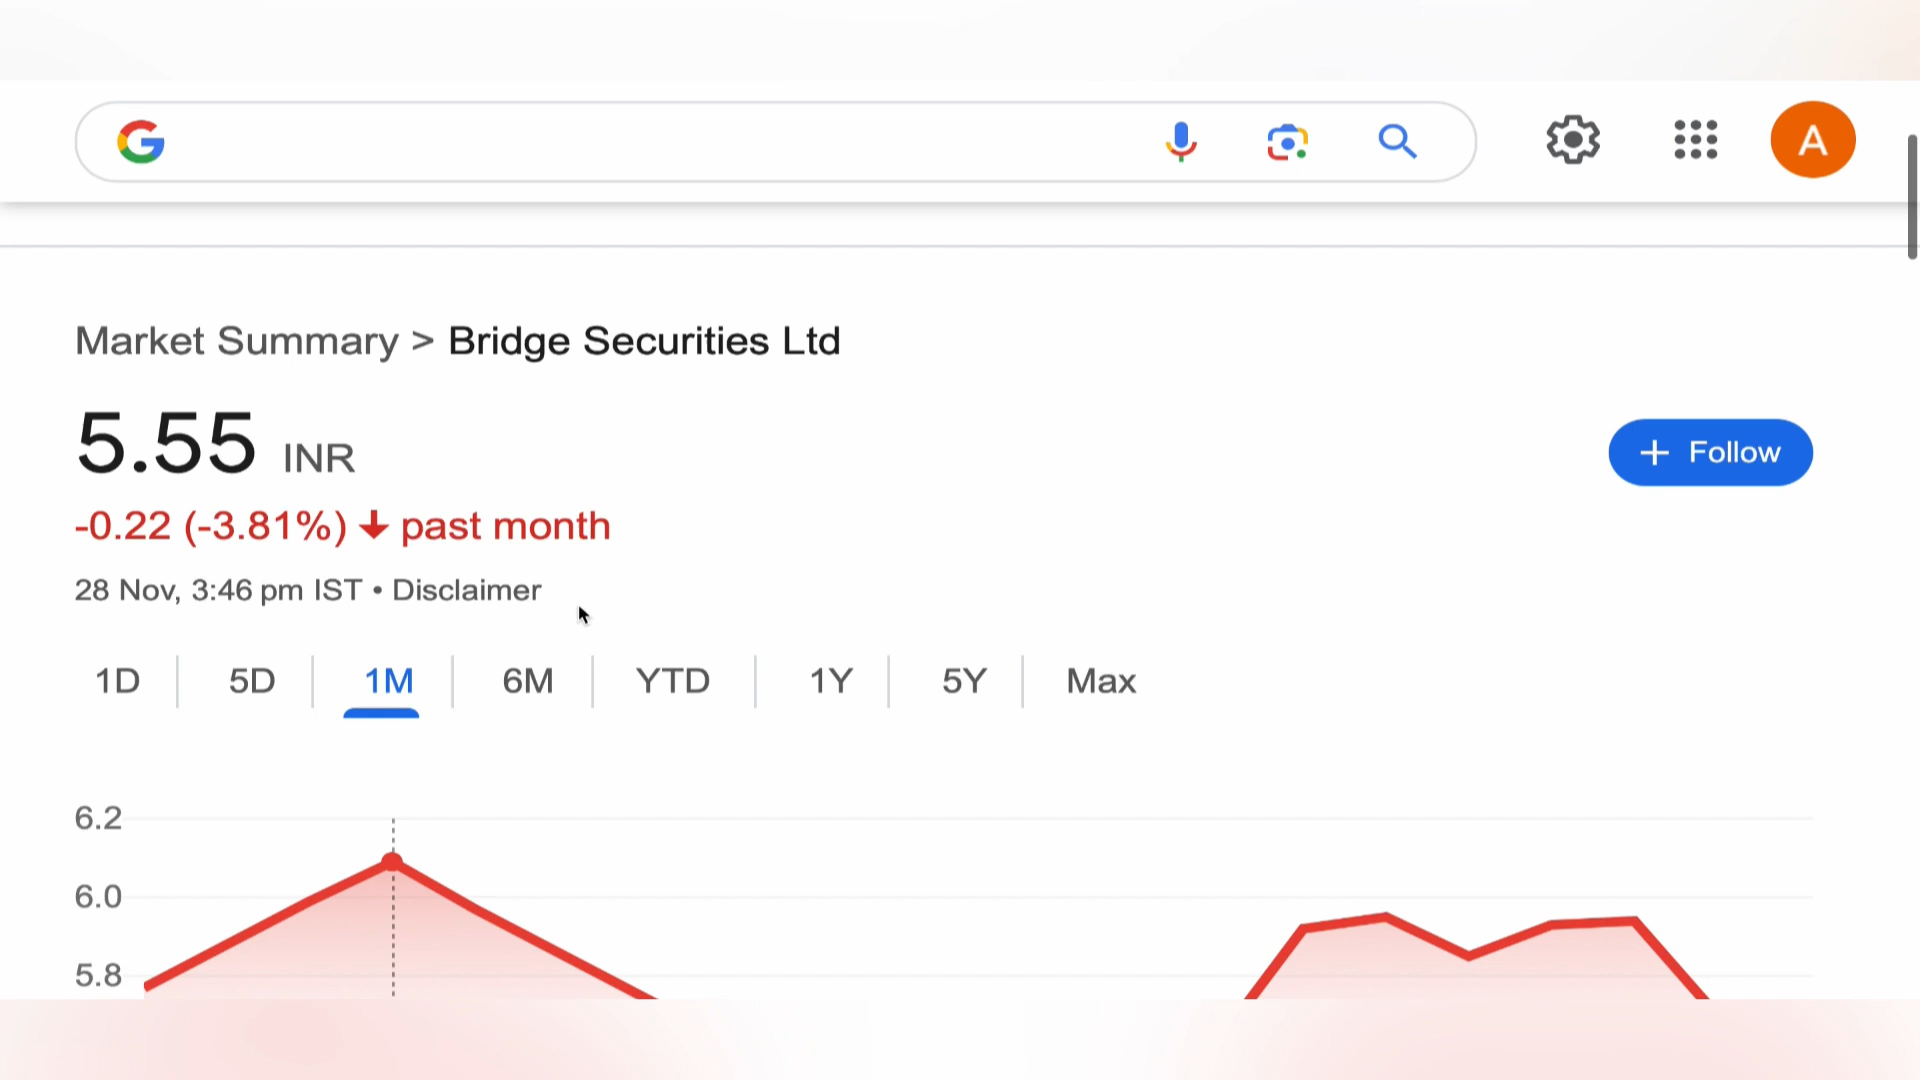 A
Market Summary > Bridge Securities Ltd
5.55 INR
+ Follow
-0.22 (-3.81%) ↓ past month
28 Nov, 3:46 pm IST • Disclaimer
1D 5D 1M 6M YTD 1Y 5Y Max
6.2
6.0
5.8